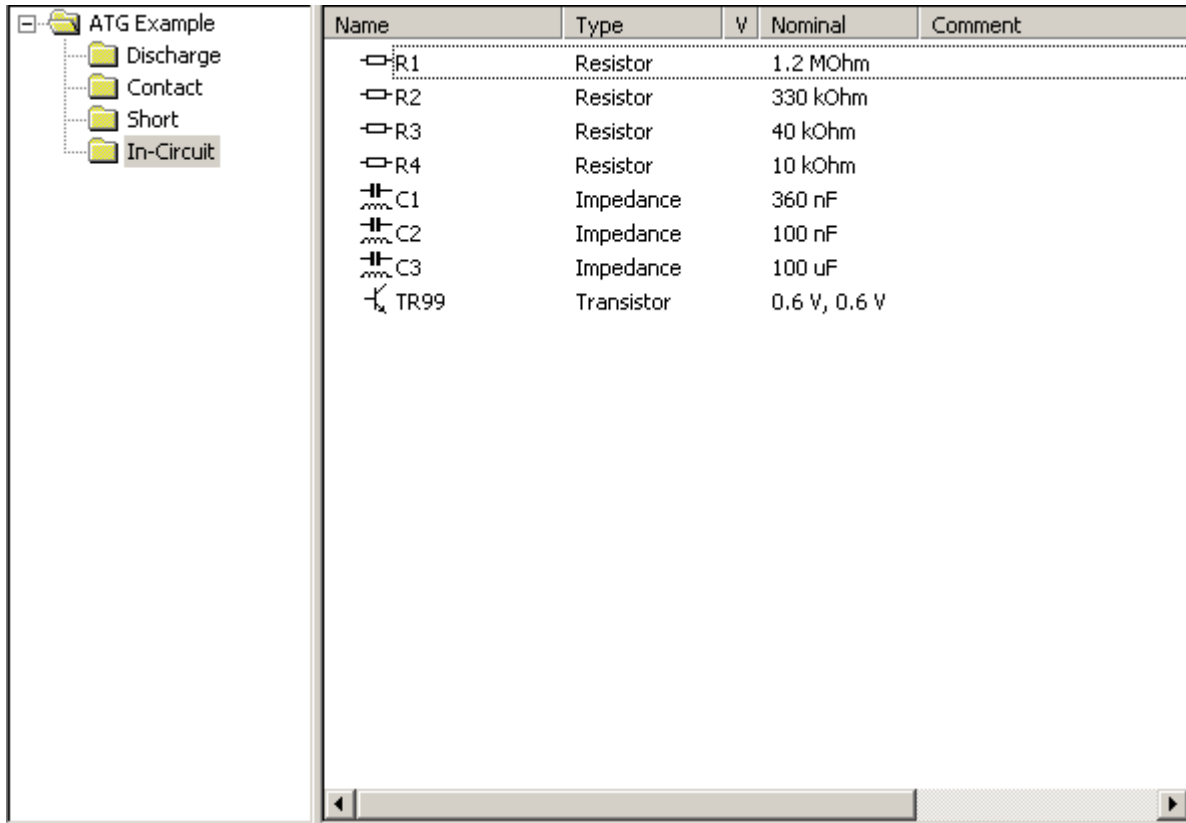 ATG Example
Discharge
Contact
Short
In-Circuit
Name Type V Nominal Comment
R1 Resistor 1.2 MOhm
R2 Resistor 330 kOhm
R3 Resistor 40 kOhm
R4 Resistor 10 kOhm
C1 Impedance 360 nF
C2 Impedance 100 nF
C3 Impedance 100 uF
TR99 Transistor 0.6 V, 0.6 V